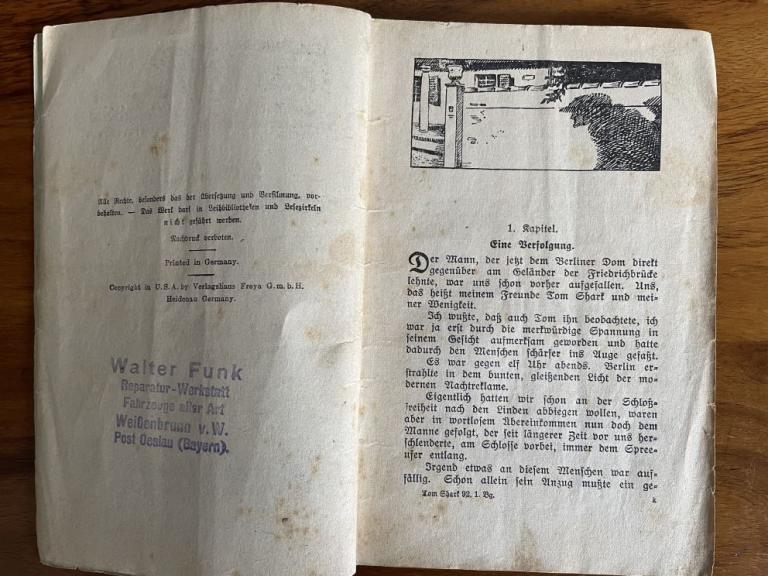 Alle Rechte, besonders das der Übersetzung und Verfilmung, vor-
behalten. — Das Werk darf in Leihbibliotheken und Lesezirkeln
nicht geführt werden.
Nachdruck verboten.
Printed in Germany.
Copyright in U.S.A. by Verlagshaus Freya G.m.b.H.
Heidenau Germany.
Walter Funk
Reparatur-Werkstatt
Fahrzeuge aller Art
Weißenbrunn v.W.
Post Oeslau (Bayern).
1. Kapitel.
Eine Verfolgung.
Der Mann, der jetzt dem Berliner Dom direkt
gegenüber am Geländer der Friedrichbrücke
lehnte, war uns schon vorher aufgefallen. Uns,
das heißt meinem Freunde Tom Shark und mei-
ner Wenigkeit.
Ich wußte, daß auch Tom ihn beobachtete, ich
war ja erst durch die merkwürdige Spannung in
seinem Gesicht aufmerksam geworden und hatte
dadurch den Menschen schärfer ins Auge gefaßt.
Es war gegen elf Uhr abends. Berlin er-
strahlte in dem bunten, gleißenden Licht der mo-
dernen Nachtreklame.
Eigentlich hatten wir schon an der Schloß-
freiheit nach den Linden abbiegen wollen, waren
aber in wortlosem Übereinkommen nun doch dem
Manne gefolgt, der seit längerer Zeit vor uns her-
schlenderte, am Schlosse vorbei, immer dem Spree-
ufer entlang.
Irgend etwas an diesem Menschen war auf-
fällig. Schon allein sein Anzug mußte ein ge-
Tom Shark 92, 1. Bg.